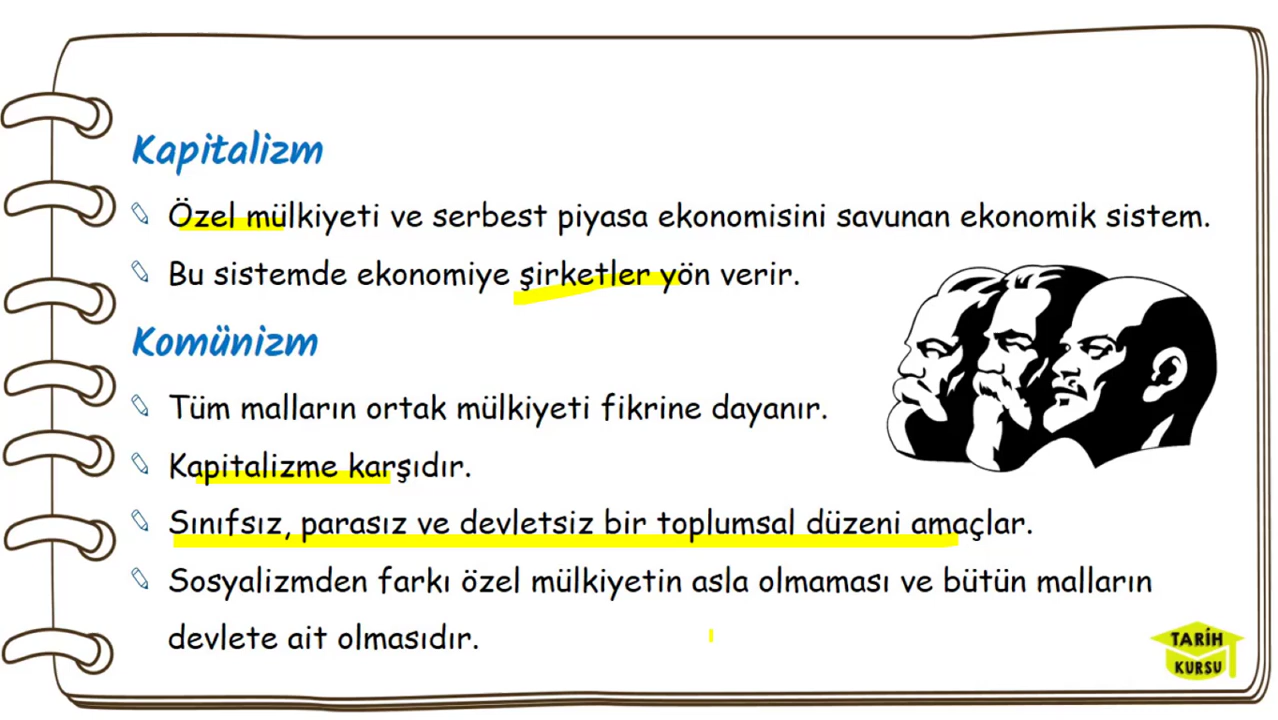 Kapitalizm
Özel mülkiyeti ve serbest piyasa ekonomisini savunan ekonomik sistem.
Bu sistemde ekonomiye şirketler yön verir.
Komünizm
Tüm malların ortak mülkiyeti fikrine dayanır.
Kapitalizme karşıdır.
Sınıfsız, parasız ve devletsiz bir toplumsal düzeni amaçlar.
Sosyalizmden farkı özel mülkiyetin asla olmaması ve bütün malların
devlete ait olmasıdır.
TARİH
KURSU